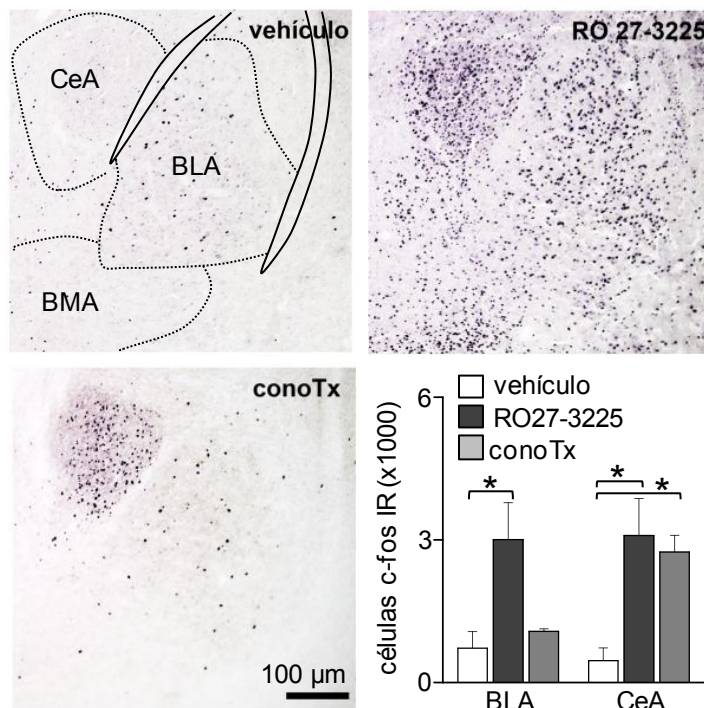 vehículo
CeA
BLA
BMA
RO 27-3225
conoTx
100 µm
células c-fos IR (x1000)
6
3
0
vehículo
RO27-3225
conoTx
*
*
*
BLA
CeA